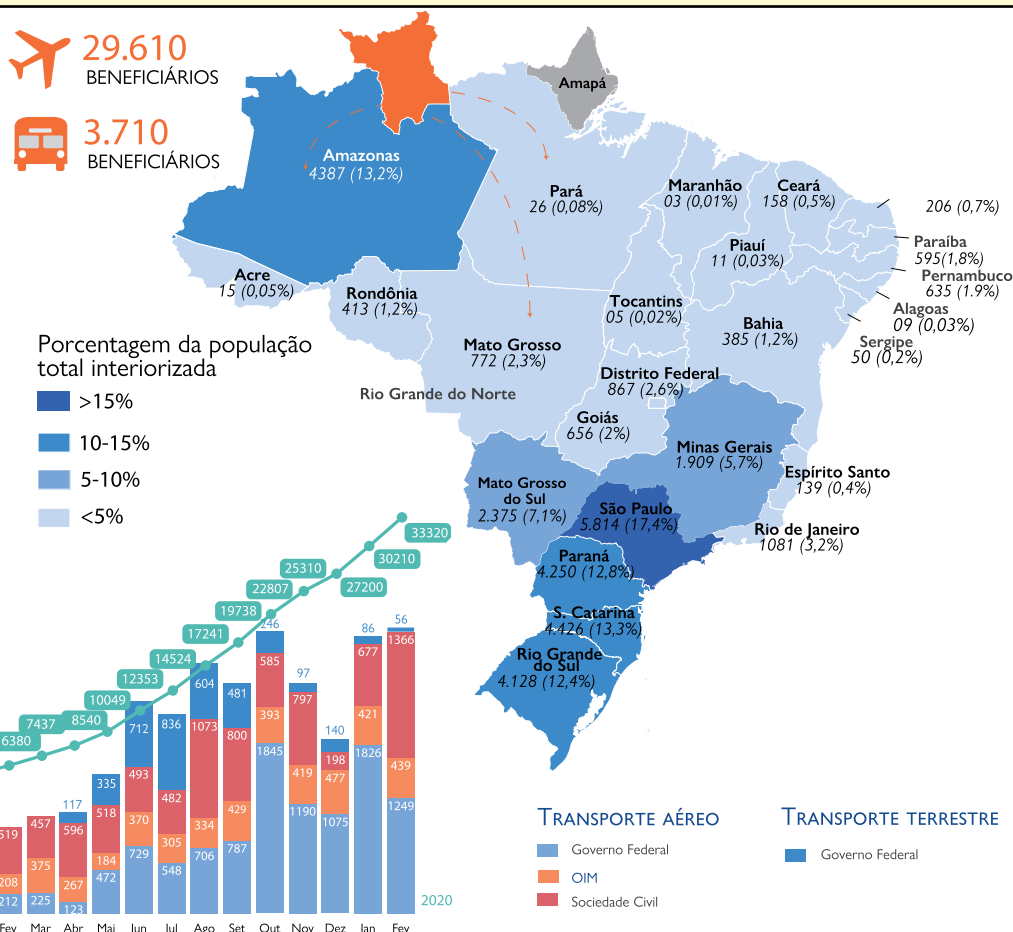 29.610
BENEFICIÁRIOS
3.710
BENEFICIÁRIOS
Amapá
Amazonas
4387 (13,2%)
Pará
26 (0,08%)
Maranhão
03 (0,01%)
Ceará
158 (0,5%)
206 (0,7%)
Paraíba
595(1,8%)
Piauí
11 (0,03%)
Pernambuco
635 (1.9%)
Acre
15 (0,05%)
Rondônia
413 (1,2%)
Tocantins
05 (0,02%)
Alagoas
09 (0,03%)
Bahia
385 (1,2%)
Sergipe
50 (0,2%)
Mato Grosso
772 (2,3%)
Distrito Federal
867 (2,6%)
Rio Grande do Norte
Goiás
656 (2%)
Minas Gerais
1.909 (5,7%)
Espírito Santo
139 (0,4%)
Mato Grosso
do Sul
2.375 (7,1%)
São Paulo
5.814 (17,4%)
Rio de Janeiro
1081 (3,2%)
Paraná
4.250 (12,8%)
S. Catarina
4.426 (13,3%)
Rio Grande
do Sul
4.128 (12,4%)
Porcentagem da população
total interiorizada
>15%
10-15%
5-10%
<5%
6380
7437
8540
10049
12353
14524
17241
19738
22807
25310
27200
30210
33320
519
208
212
457
375
225
117
596
267
123
335
518
184
472
712
493
370
729
836
482
305
548
604
1073
334
706
481
800
429
787
246
585
393
1845
97
797
419
1190
140
198
477
1075
86
677
421
1826
56
1366
439
1249
2020
Fev
Mar
Abr
Mai
Jun
Jul
Ago
Set
Out
Nov
Dez
Jan
Fev
TRANSPORTE AÉREO
Governo Federal
OIM
Sociedade Civil
TRANSPORTE TERRESTRE
Governo Federal